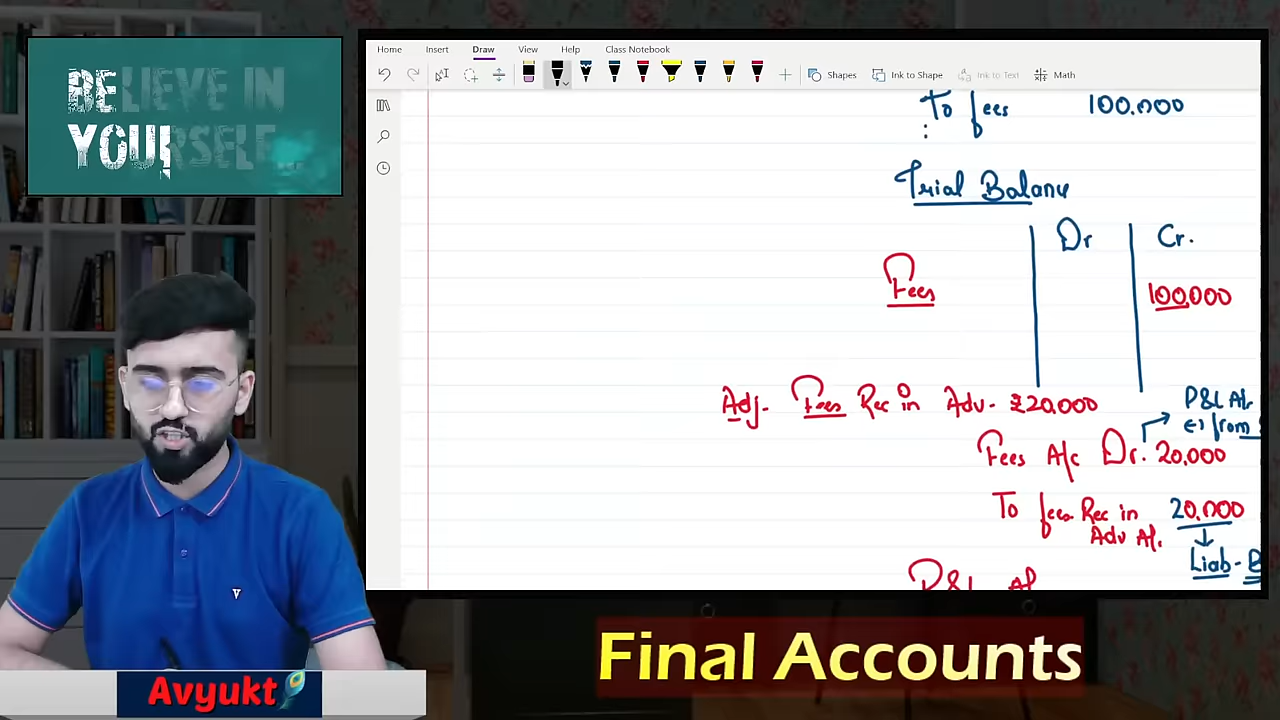 BELIEVE IN
YOURSELF...
Home Insert Draw View Help Class Notebook
Shapes Ink to Shape Ink to Text Math
To fees 100.000
:
Trial Balance
Dr Cr.
Fees 100.000
Adj. Fees Rec in Adv- ₹20.000
P&L A/c
(-) from
Fees A/c Dr. 20,000
To fees Rec in 20.000
Adv A/.
Liab-B
P&L A/
Final Accounts
Avyukt